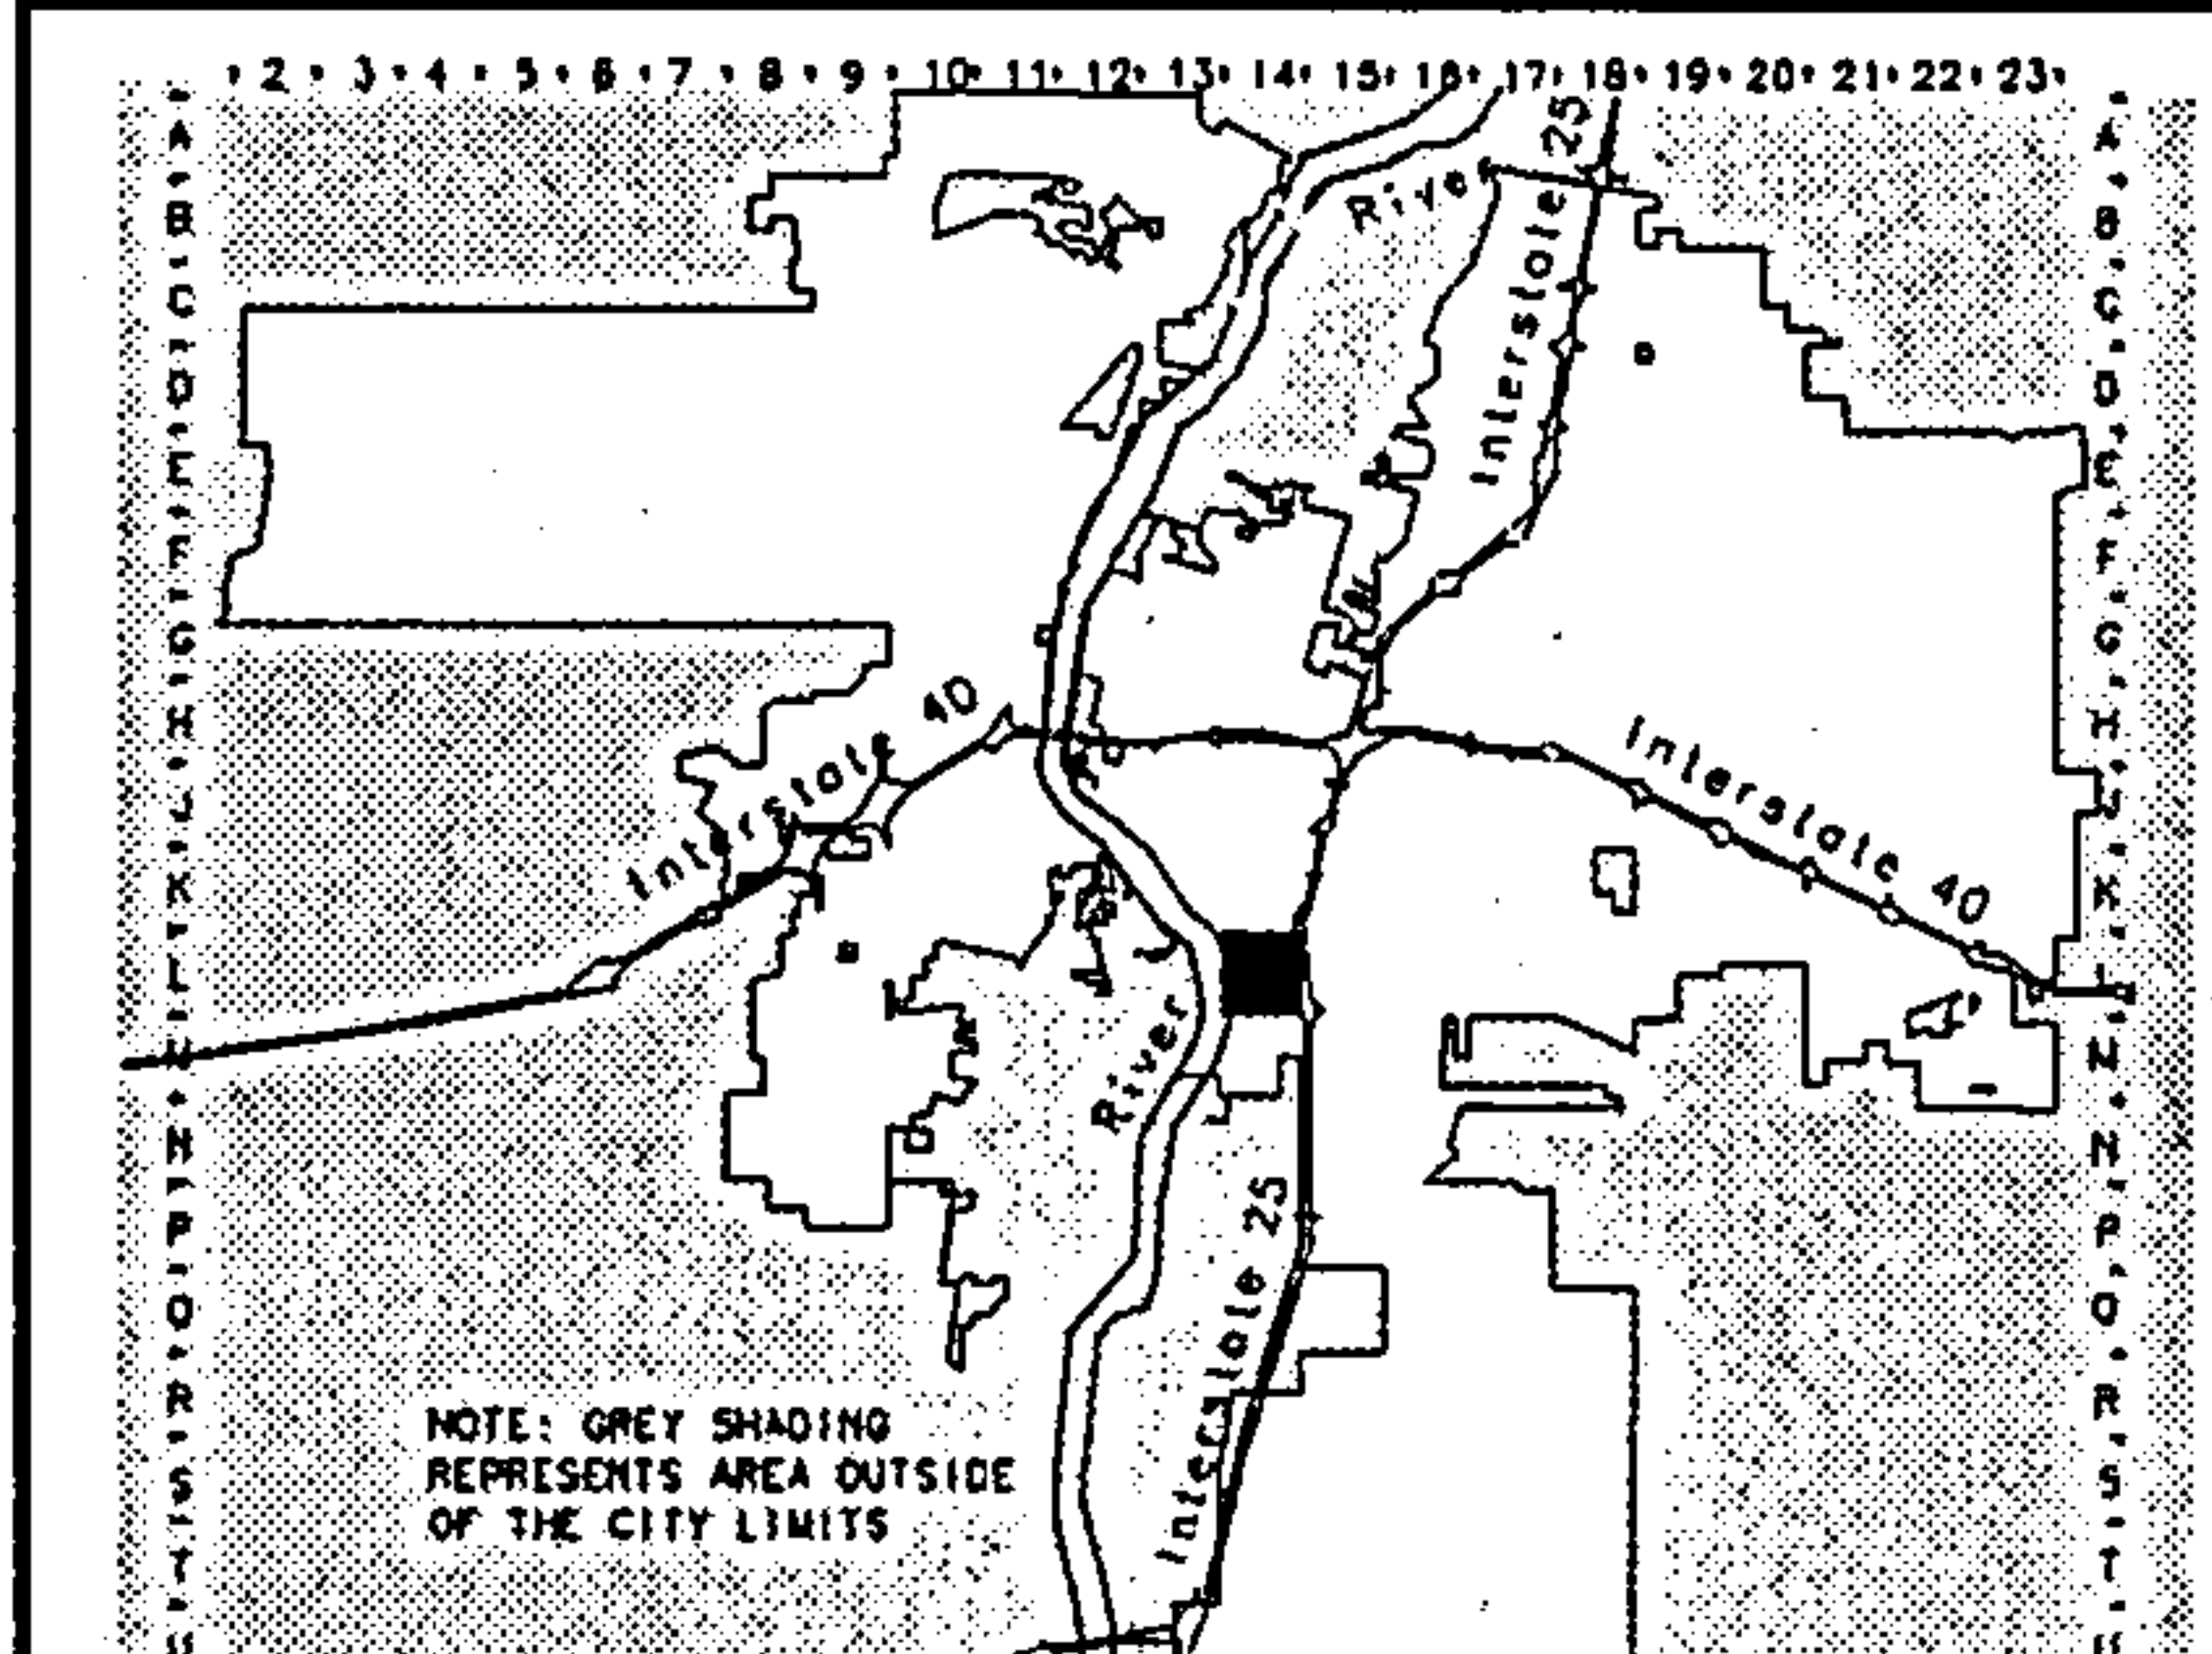 2 3 4 5 6 7 8 9 10 11 12 13 14 15 16 17 18 19 20 21 22 23
A A
B B
C C
D D
E E
F F
G G
H H
J J
K K
L L
M M
N N
P P
Q Q
R R
S S
T T
River
Interstate 25
Interstate 40
Interstate 40
River
Interstate 25
NOTE: GREY SHADING
REPRESENTS AREA OUTSIDE
OF THE CITY LIMITS